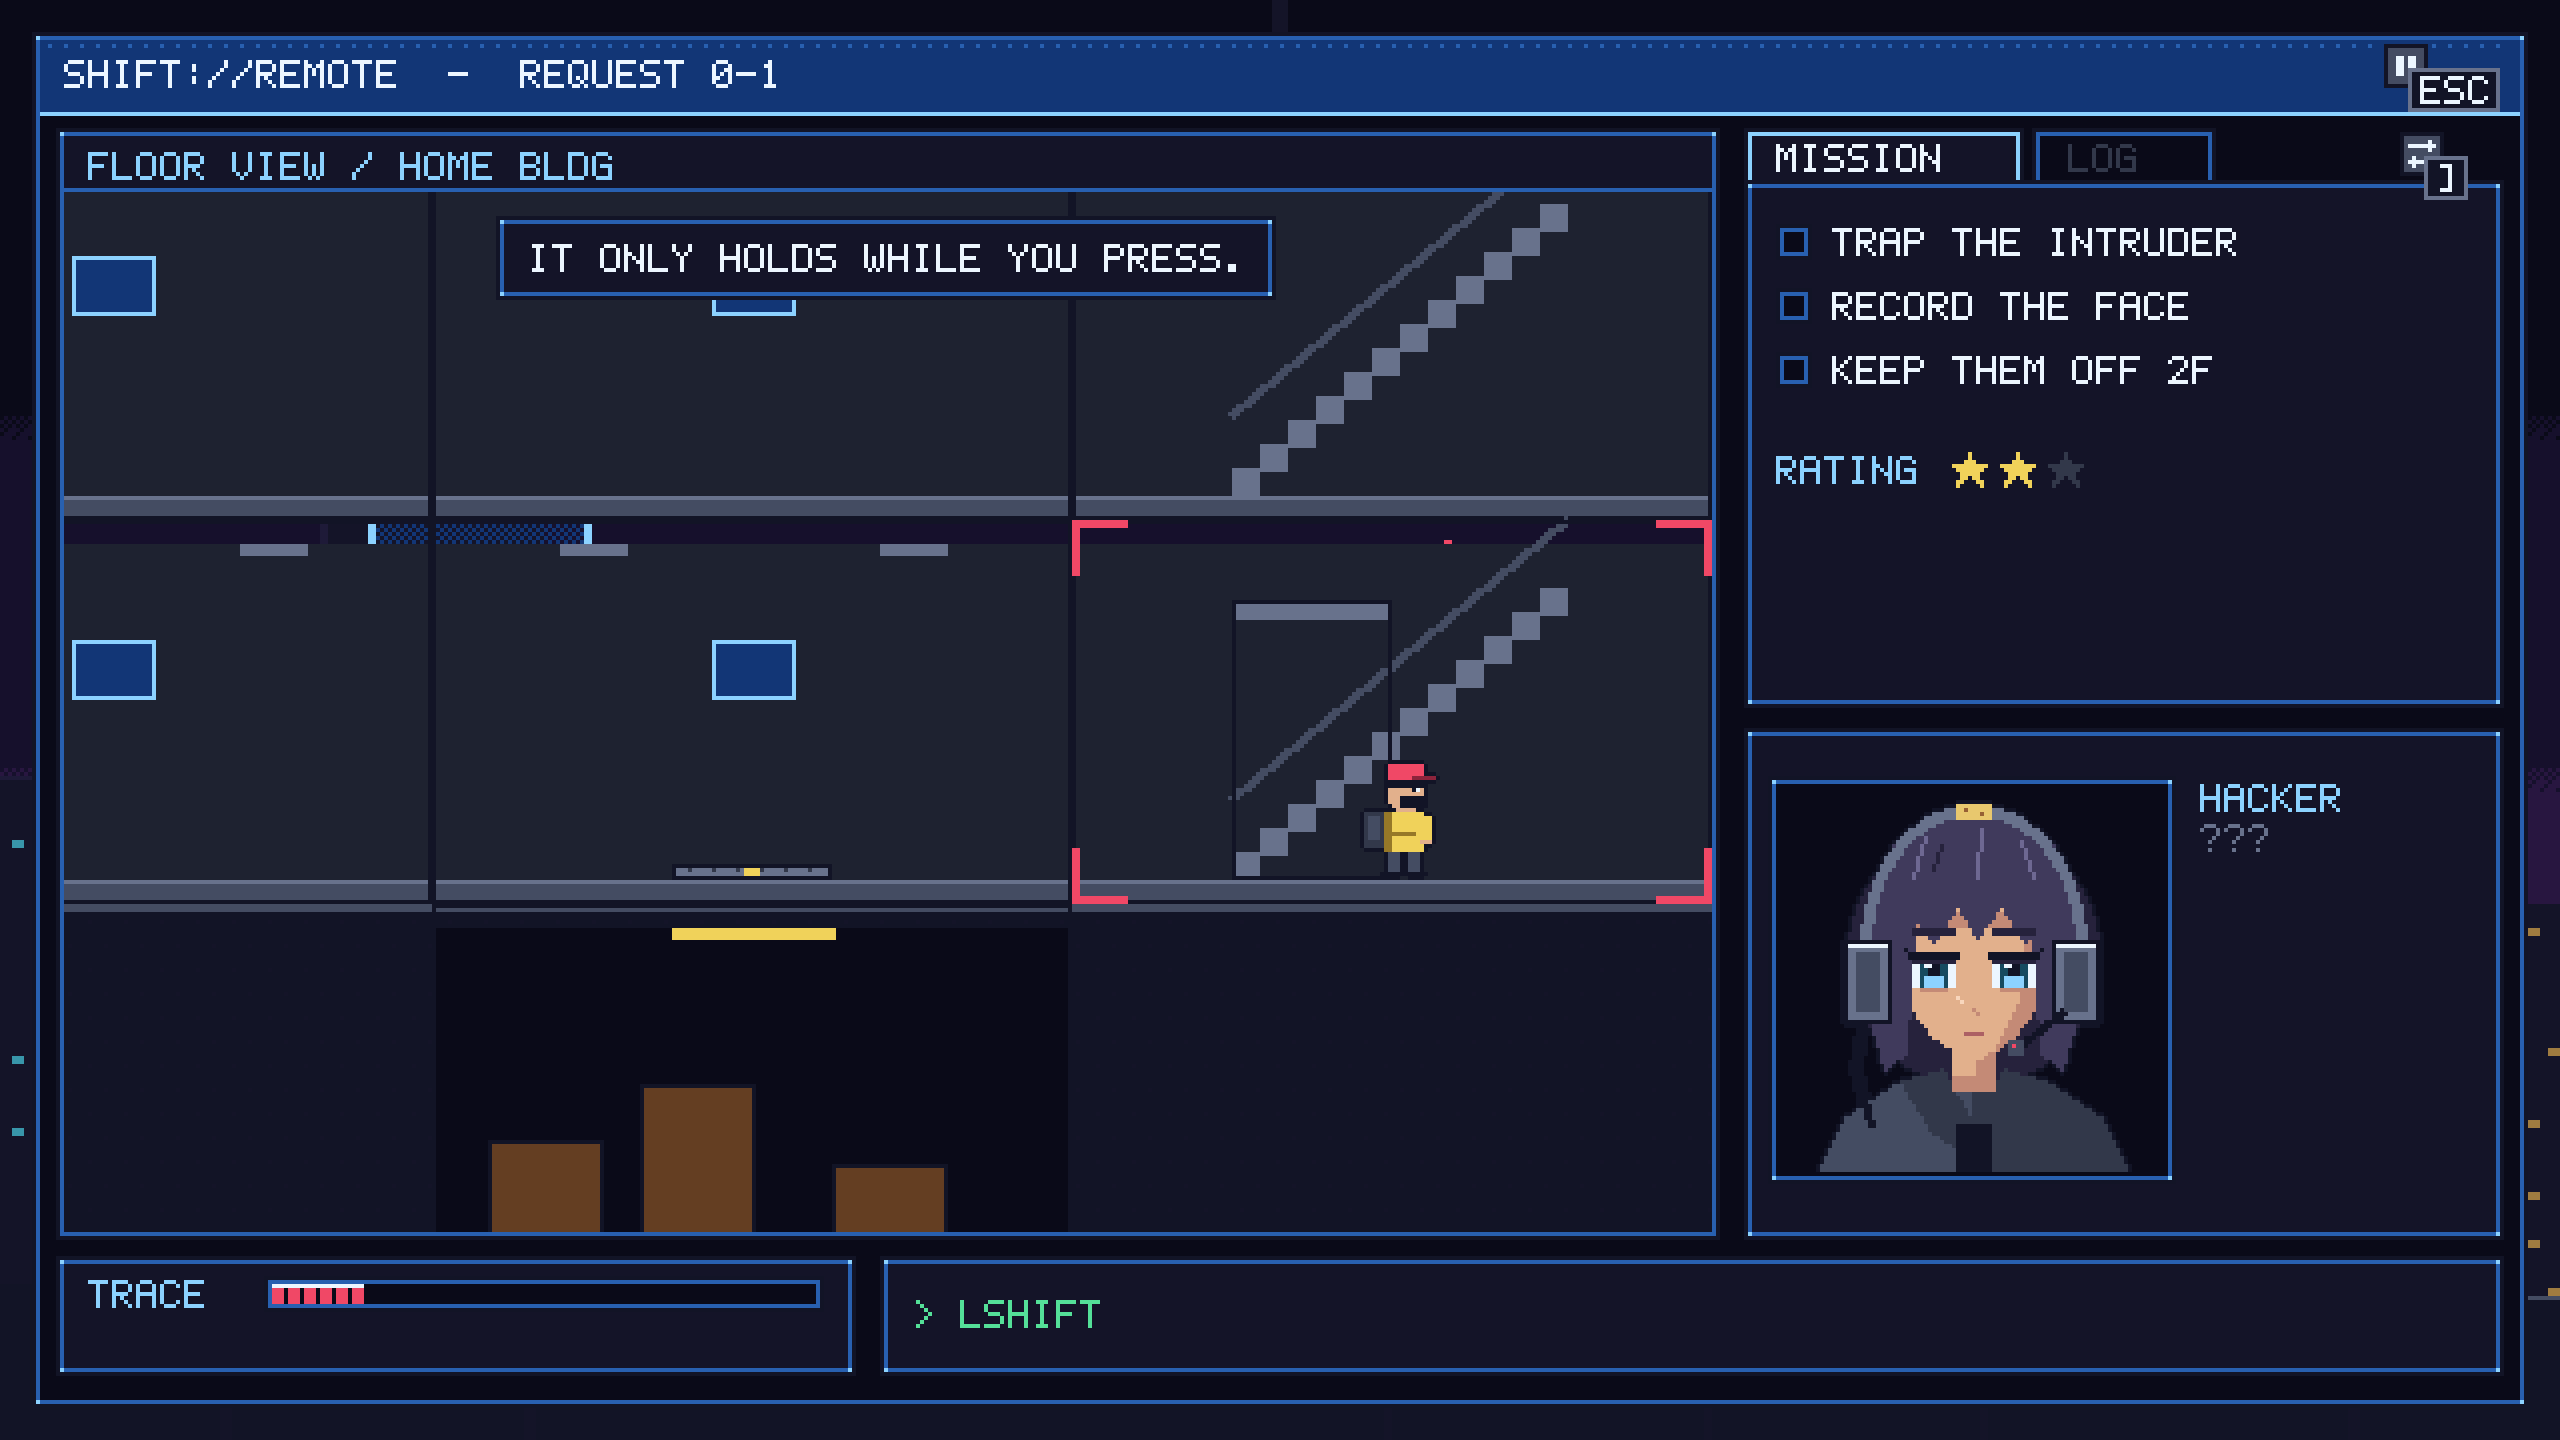 SHIFT://REMOTE – REQUEST 0-1
ESC
FLOOR VIEW / HOME BLDG
IT ONLY HOLDS WHILE YOU PRESS.
MISSION
LOG
]
TRAP THE INTRUDER
RECORD THE FACE
KEEP THEM OFF 2F
RATING
HACKER
???
TRACE
> LSHIFT